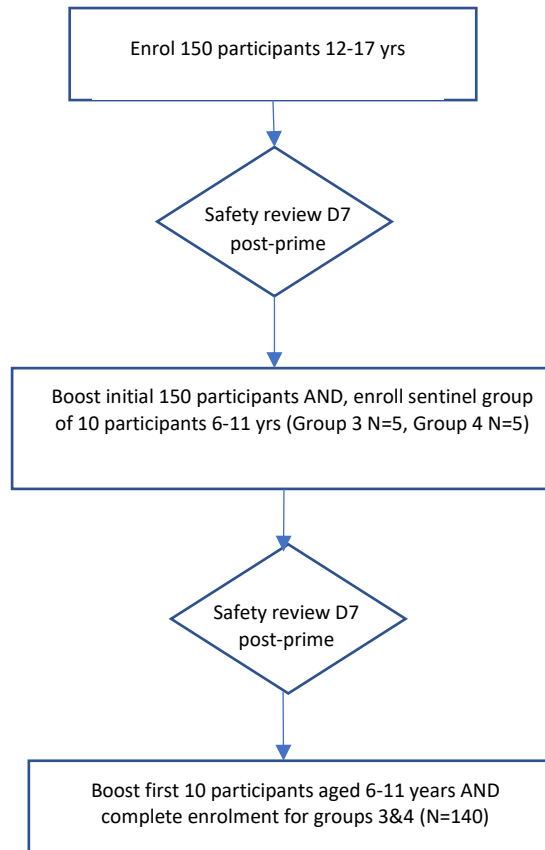 Enrol 150 participants 12-17 yrs
Safety review D7
post-prime
Boost initial 150 participants AND, enroll sentinel group
of 10 participants 6-11 yrs (Group 3 N=5, Group 4 N=5)
Safety review D7
post-prime
Boost first 10 participants aged 6-11 years AND
complete enrolment for groups 3&4 (N=140)